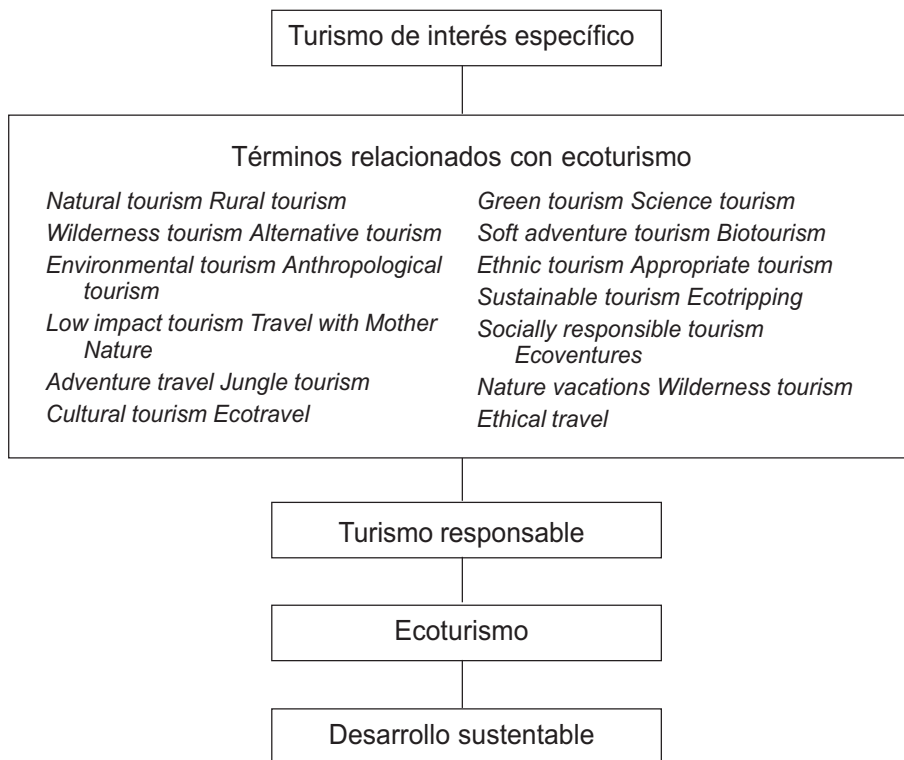 Turismo de interés específico
Términos relacionados con ecoturismo
Natural tourism Rural tourism
Wilderness tourism Alternative tourism
Environmental tourism Anthropological
tourism
Low impact tourism Travel with Mother
Nature
Adventure travel Jungle tourism
Cultural tourism Ecotravel
Green tourism Science tourism
Soft adventure tourism Biotourism
Ethnic tourism Appropriate tourism
Sustainable tourism Ecotripping
Socially responsible tourism
Ecoventures
Nature vacations Wilderness tourism
Ethical travel
Turismo responsable
Ecoturismo
Desarrollo sustentable